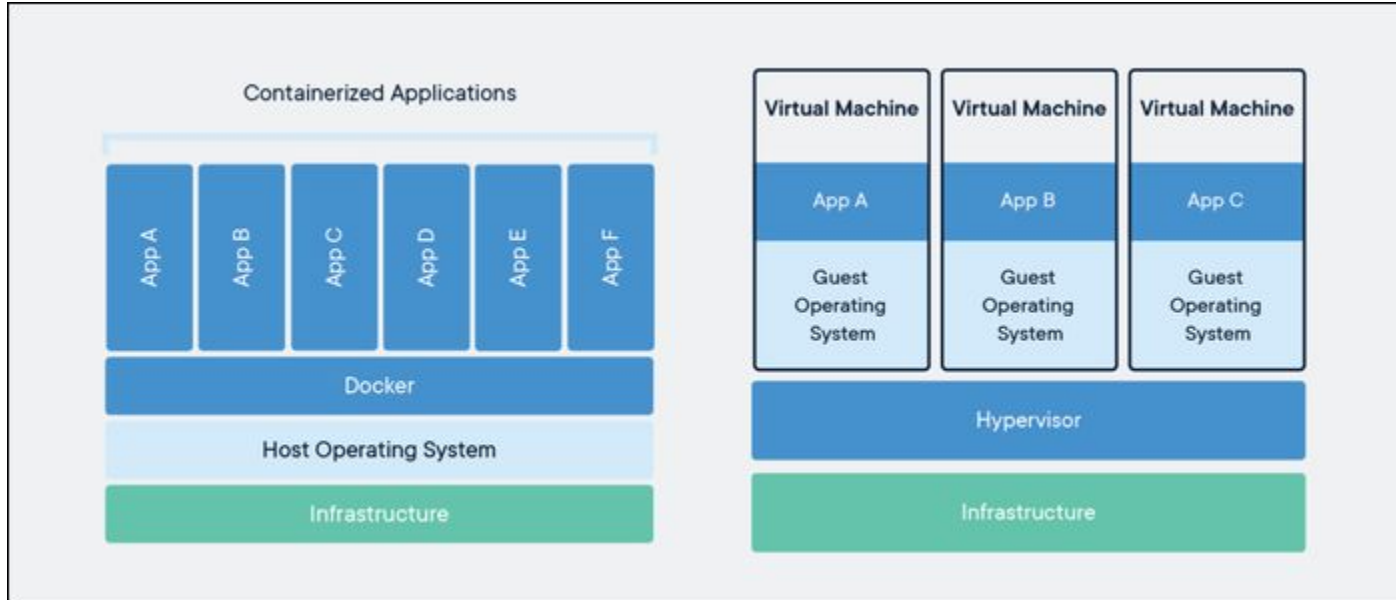 Containerized Applications
App A
App B
App C
App D
App E
App F
Docker
Host Operating System
Infrastructure
Virtual Machine
App A
Guest
Operating
System
Virtual Machine
App B
Guest
Operating
System
Virtual Machine
App C
Guest
Operating
System
Hypervisor
Infrastructure